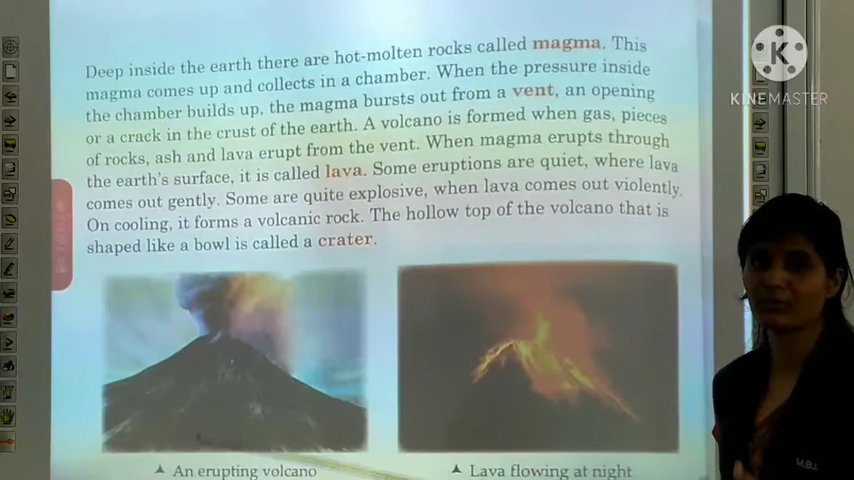 Deep inside the earth there are hot-molten rocks called magma. This
magma comes up and collects in a chamber. When the pressure inside
the chamber builds up, the magma bursts out from a vent, an opening
or a crack in the crust of the earth. A volcano is formed when gas, pieces
of rocks, ash and lava erupt from the vent. When magma erupts through
the earth's surface, it is called lava. Some eruptions are quiet, where lava
comes out gently. Some are quite explosive, when lava comes out violently.
On cooling, it forms a volcanic rock. The hollow top of the volcano that is
shaped like a bowl is called a crater.
An erupting volcano
Lava flowing at night
K
KINEMASTER
M.B.I.